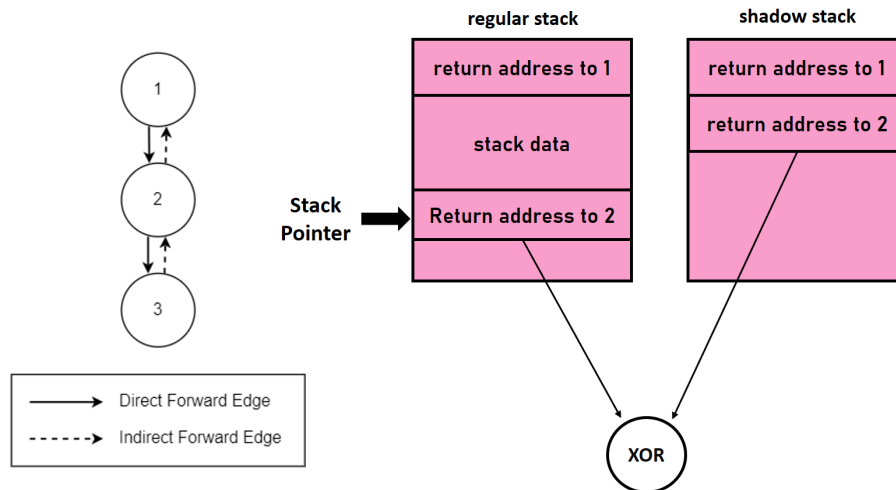 regular stack
shadow stack
1
2
3
return address to 1
stack data
Return address to 2
return address to 1
return address to 2
Stack
Pointer
XOR
Direct Forward Edge
Indirect Forward Edge